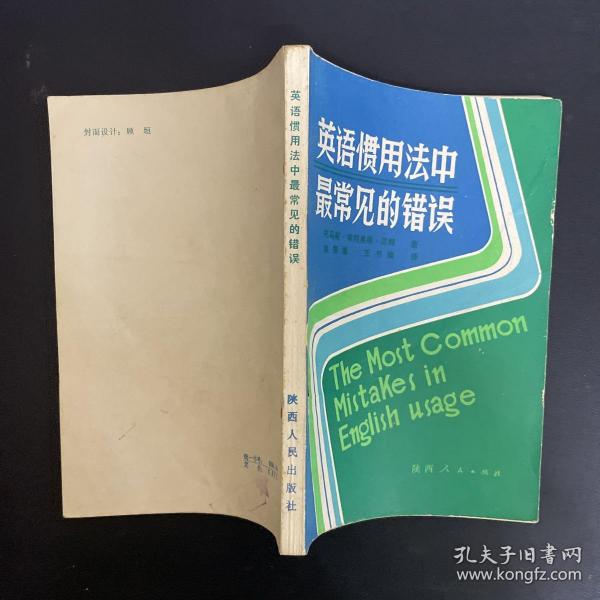 封面设计：顾 垣
英语惯用法中最常见的错误
陕西人民出版社
英语惯用法中
最常见的错误
著
译
The Most Common
Mistakes in
English usage
陕西人民出版社
孔夫子旧书网
www.kongfz.com